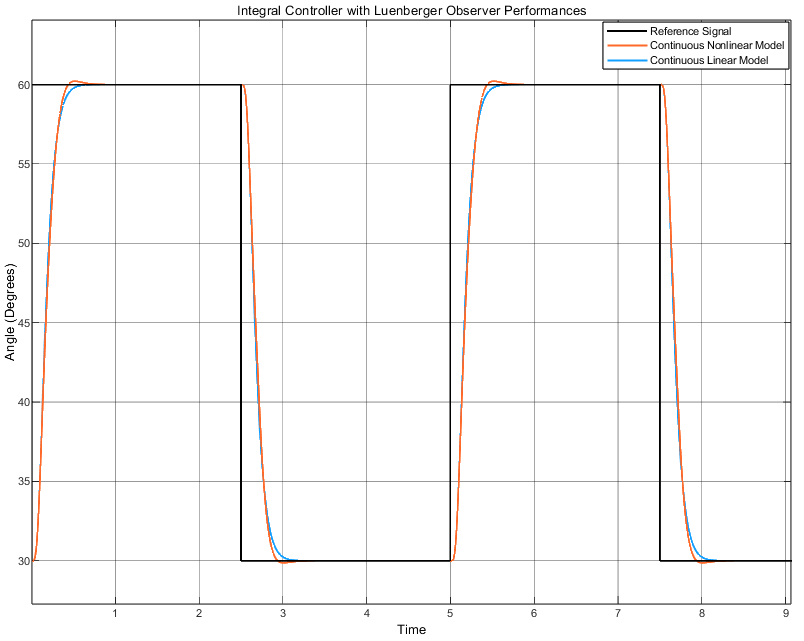 Integral Controller with Luenberger Observer Performances
Reference Signal
Continuous Nonlinear Model
Continuous Linear Model
60
55
50
45
40
35
30
Angle (Degrees)
1 2 3 4 5 6 7 8 9
Time